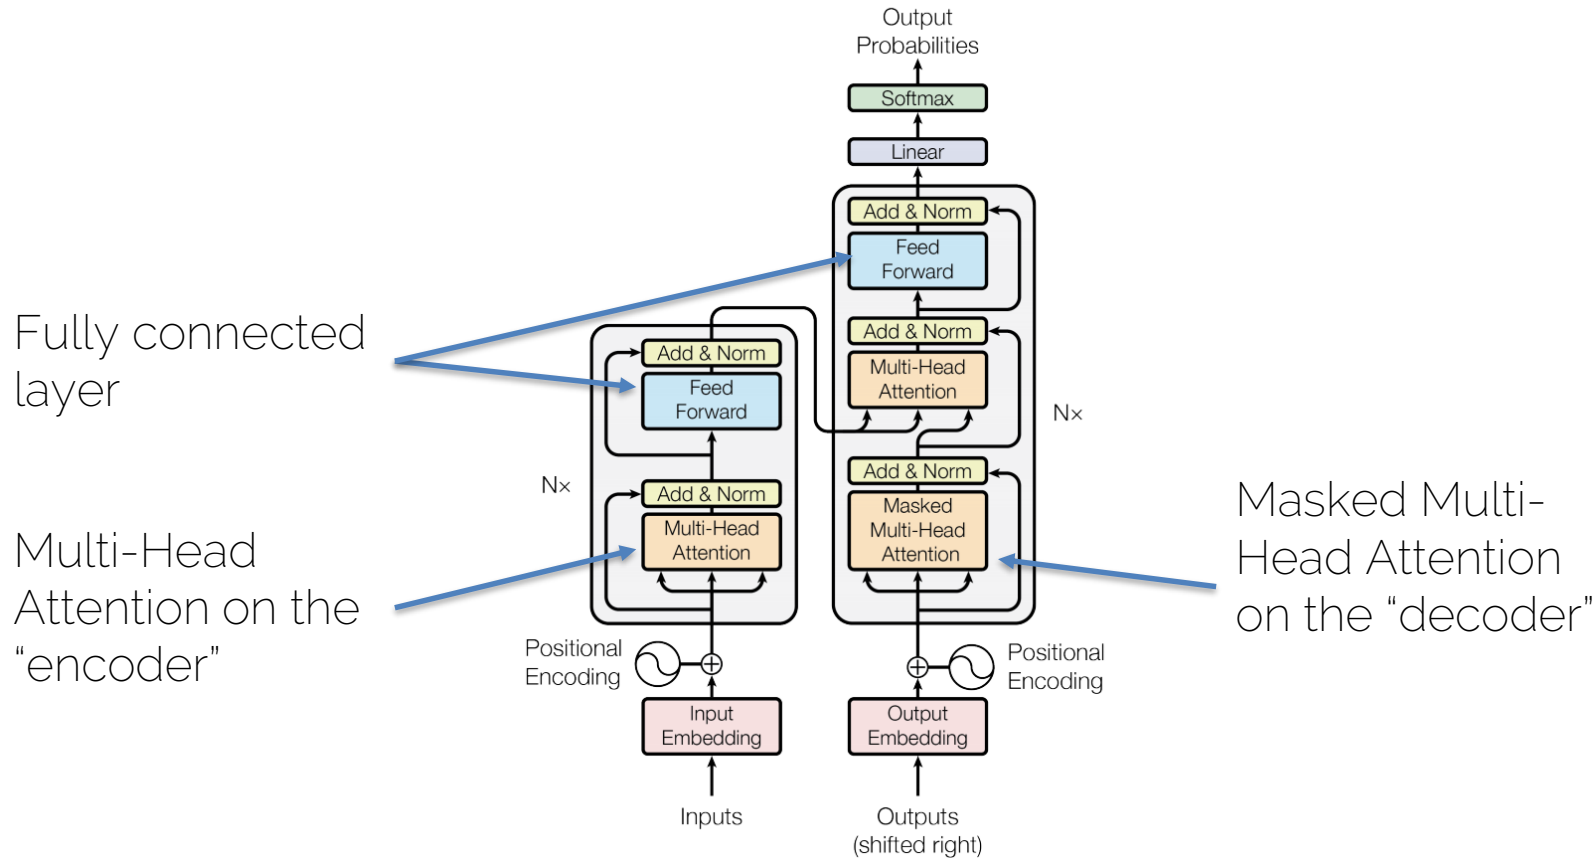 Output
Probabilities
Softmax
Linear
Add & Norm
Feed
Forward
Add & Norm
Multi-Head
Attention
N×
Add & Norm
Masked
Multi-Head
Attention
Positional
Encoding
Output
Embedding
Outputs
(shifted right)
Add & Norm
Feed
Forward
N×
Add & Norm
Multi-Head
Attention
Positional
Encoding
Input
Embedding
Inputs
Fully connected
layer
Multi-Head
Attention on the
“encoder”
Masked Multi-
Head Attention
on the “decoder”